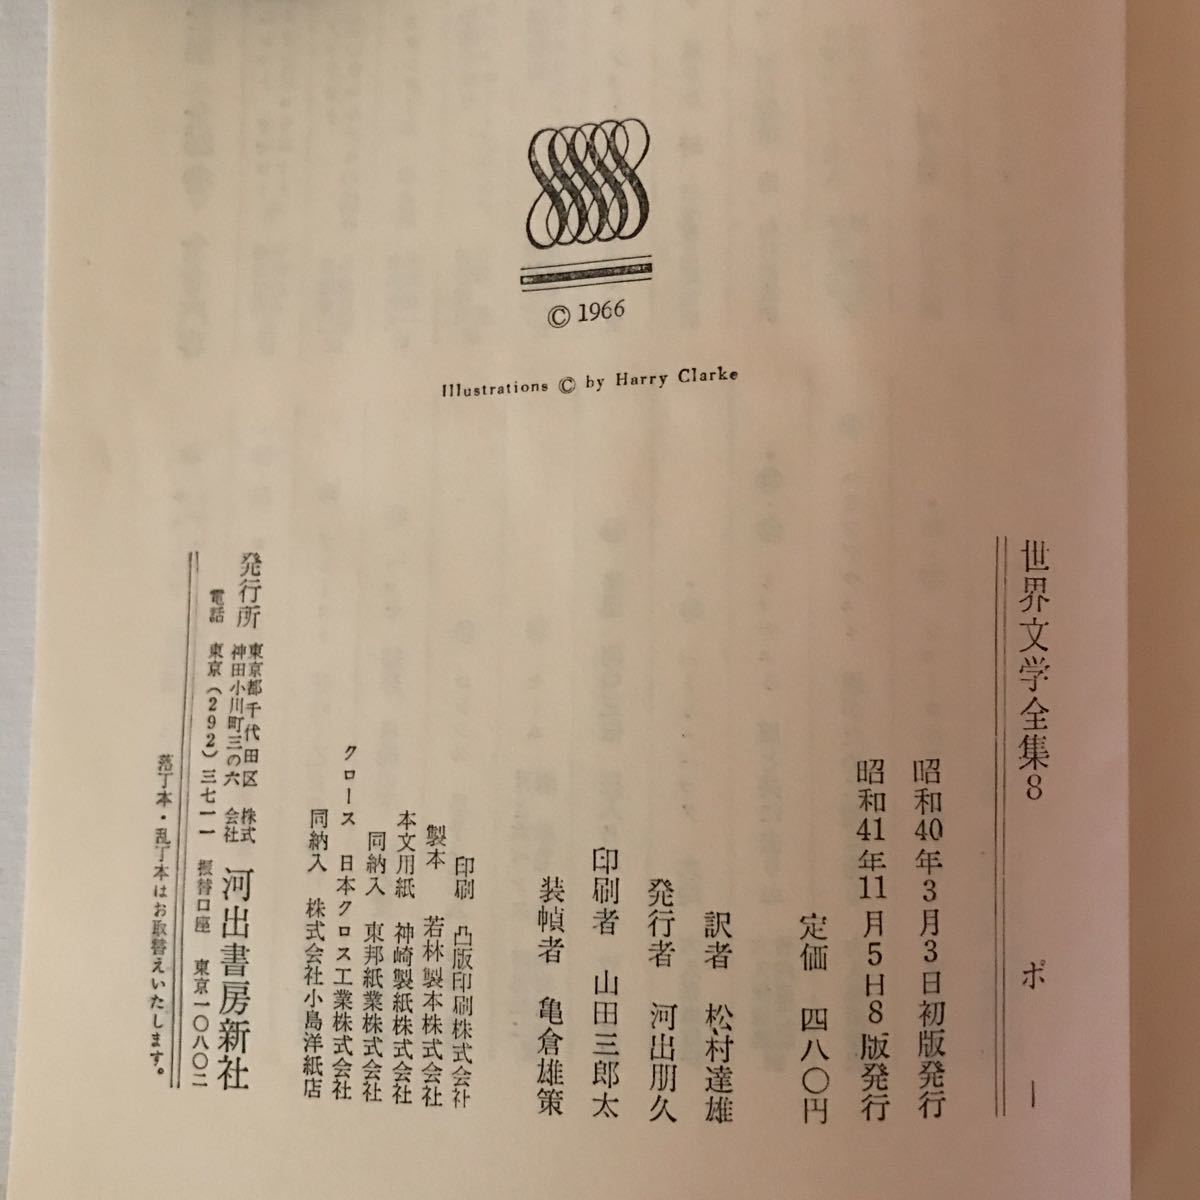 © 1966
Illustrations © by Harry Clarke
世界文学全集8 ポー
昭和40年3月3日初版発行
昭和41年11月5日8版発行
定価 四八〇円
訳者 松村達雄
発行者 河出朋久
印刷者 山田三郎太
装幀者 亀倉雄策
印刷 凸版印刷株式会社
製本 若林製本株式会社
本文用紙 神崎製紙株式会社
同納入 東邦紙業株式会社
クロース 日本クロス工業株式会社
同納入 株式会社小島洋紙店
発行所 東京都千代田区神田小川町三の六 株式会社 河出書房新社
電話 東京(292)三七一一 振替口座 東京一〇八〇二
落丁本・乱丁本はお取替えいたします。